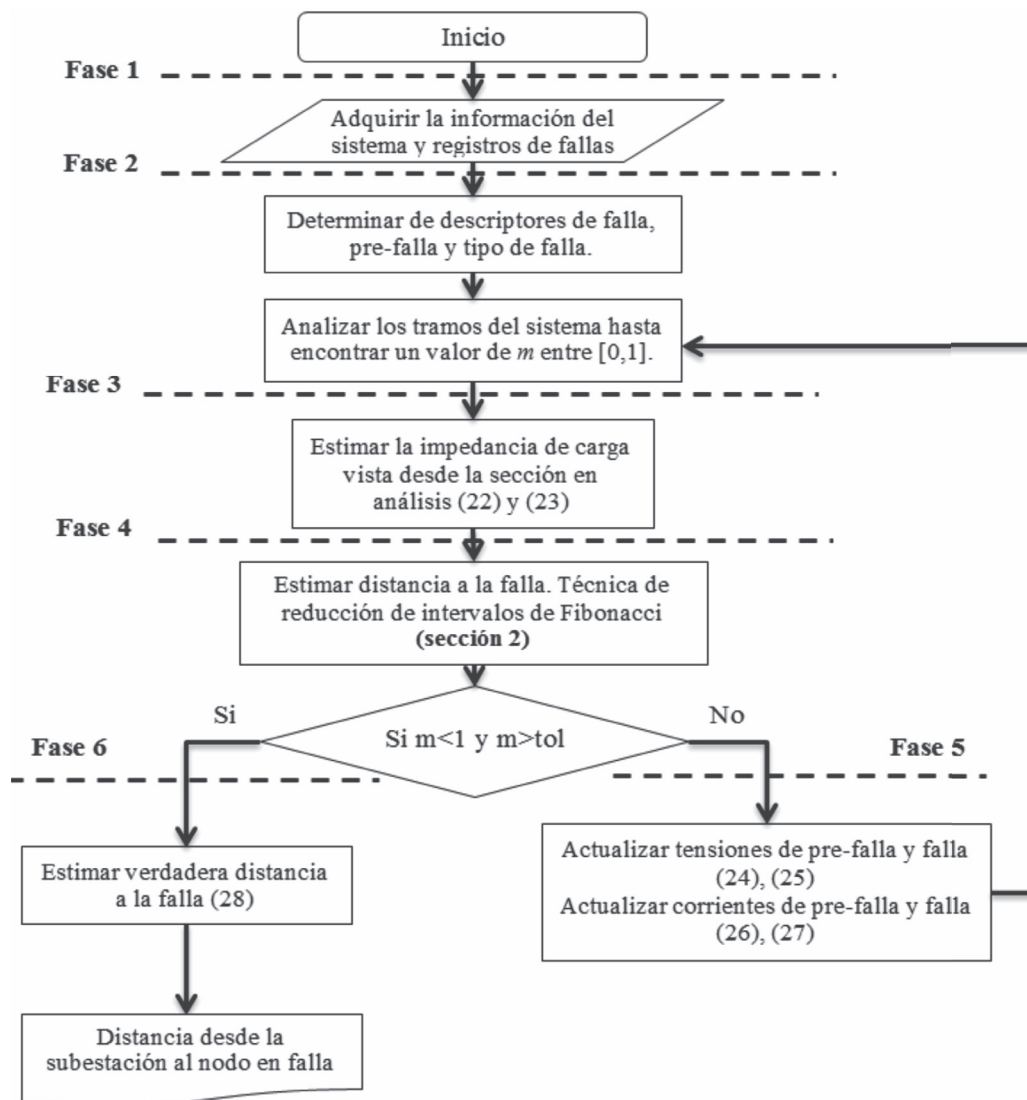 Inicio
Fase 1
Adquirir la información del
sistema y registros de fallas
Fase 2
Determinar de descriptores de falla,
pre-falla y tipo de falla.
Analizar los tramos del sistema hasta
encontrar un valor de m entre [0,1].
Fase 3
Estimar la impedancia de carga
vista desde la sección en
análisis (22) y (23)
Fase 4
Estimar distancia a la falla. Técnica de
reducción de intervalos de Fibonacci
(sección 2)
Si
No
Si m<1 y m>tol
Fase 6
Fase 5
Estimar verdadera distancia
a la falla (28)
Actualizar tensiones de pre-falla y falla
(24), (25)
Actualizar corrientes de pre-falla y falla
(26), (27)
Distancia desde la
subestación al nodo en falla